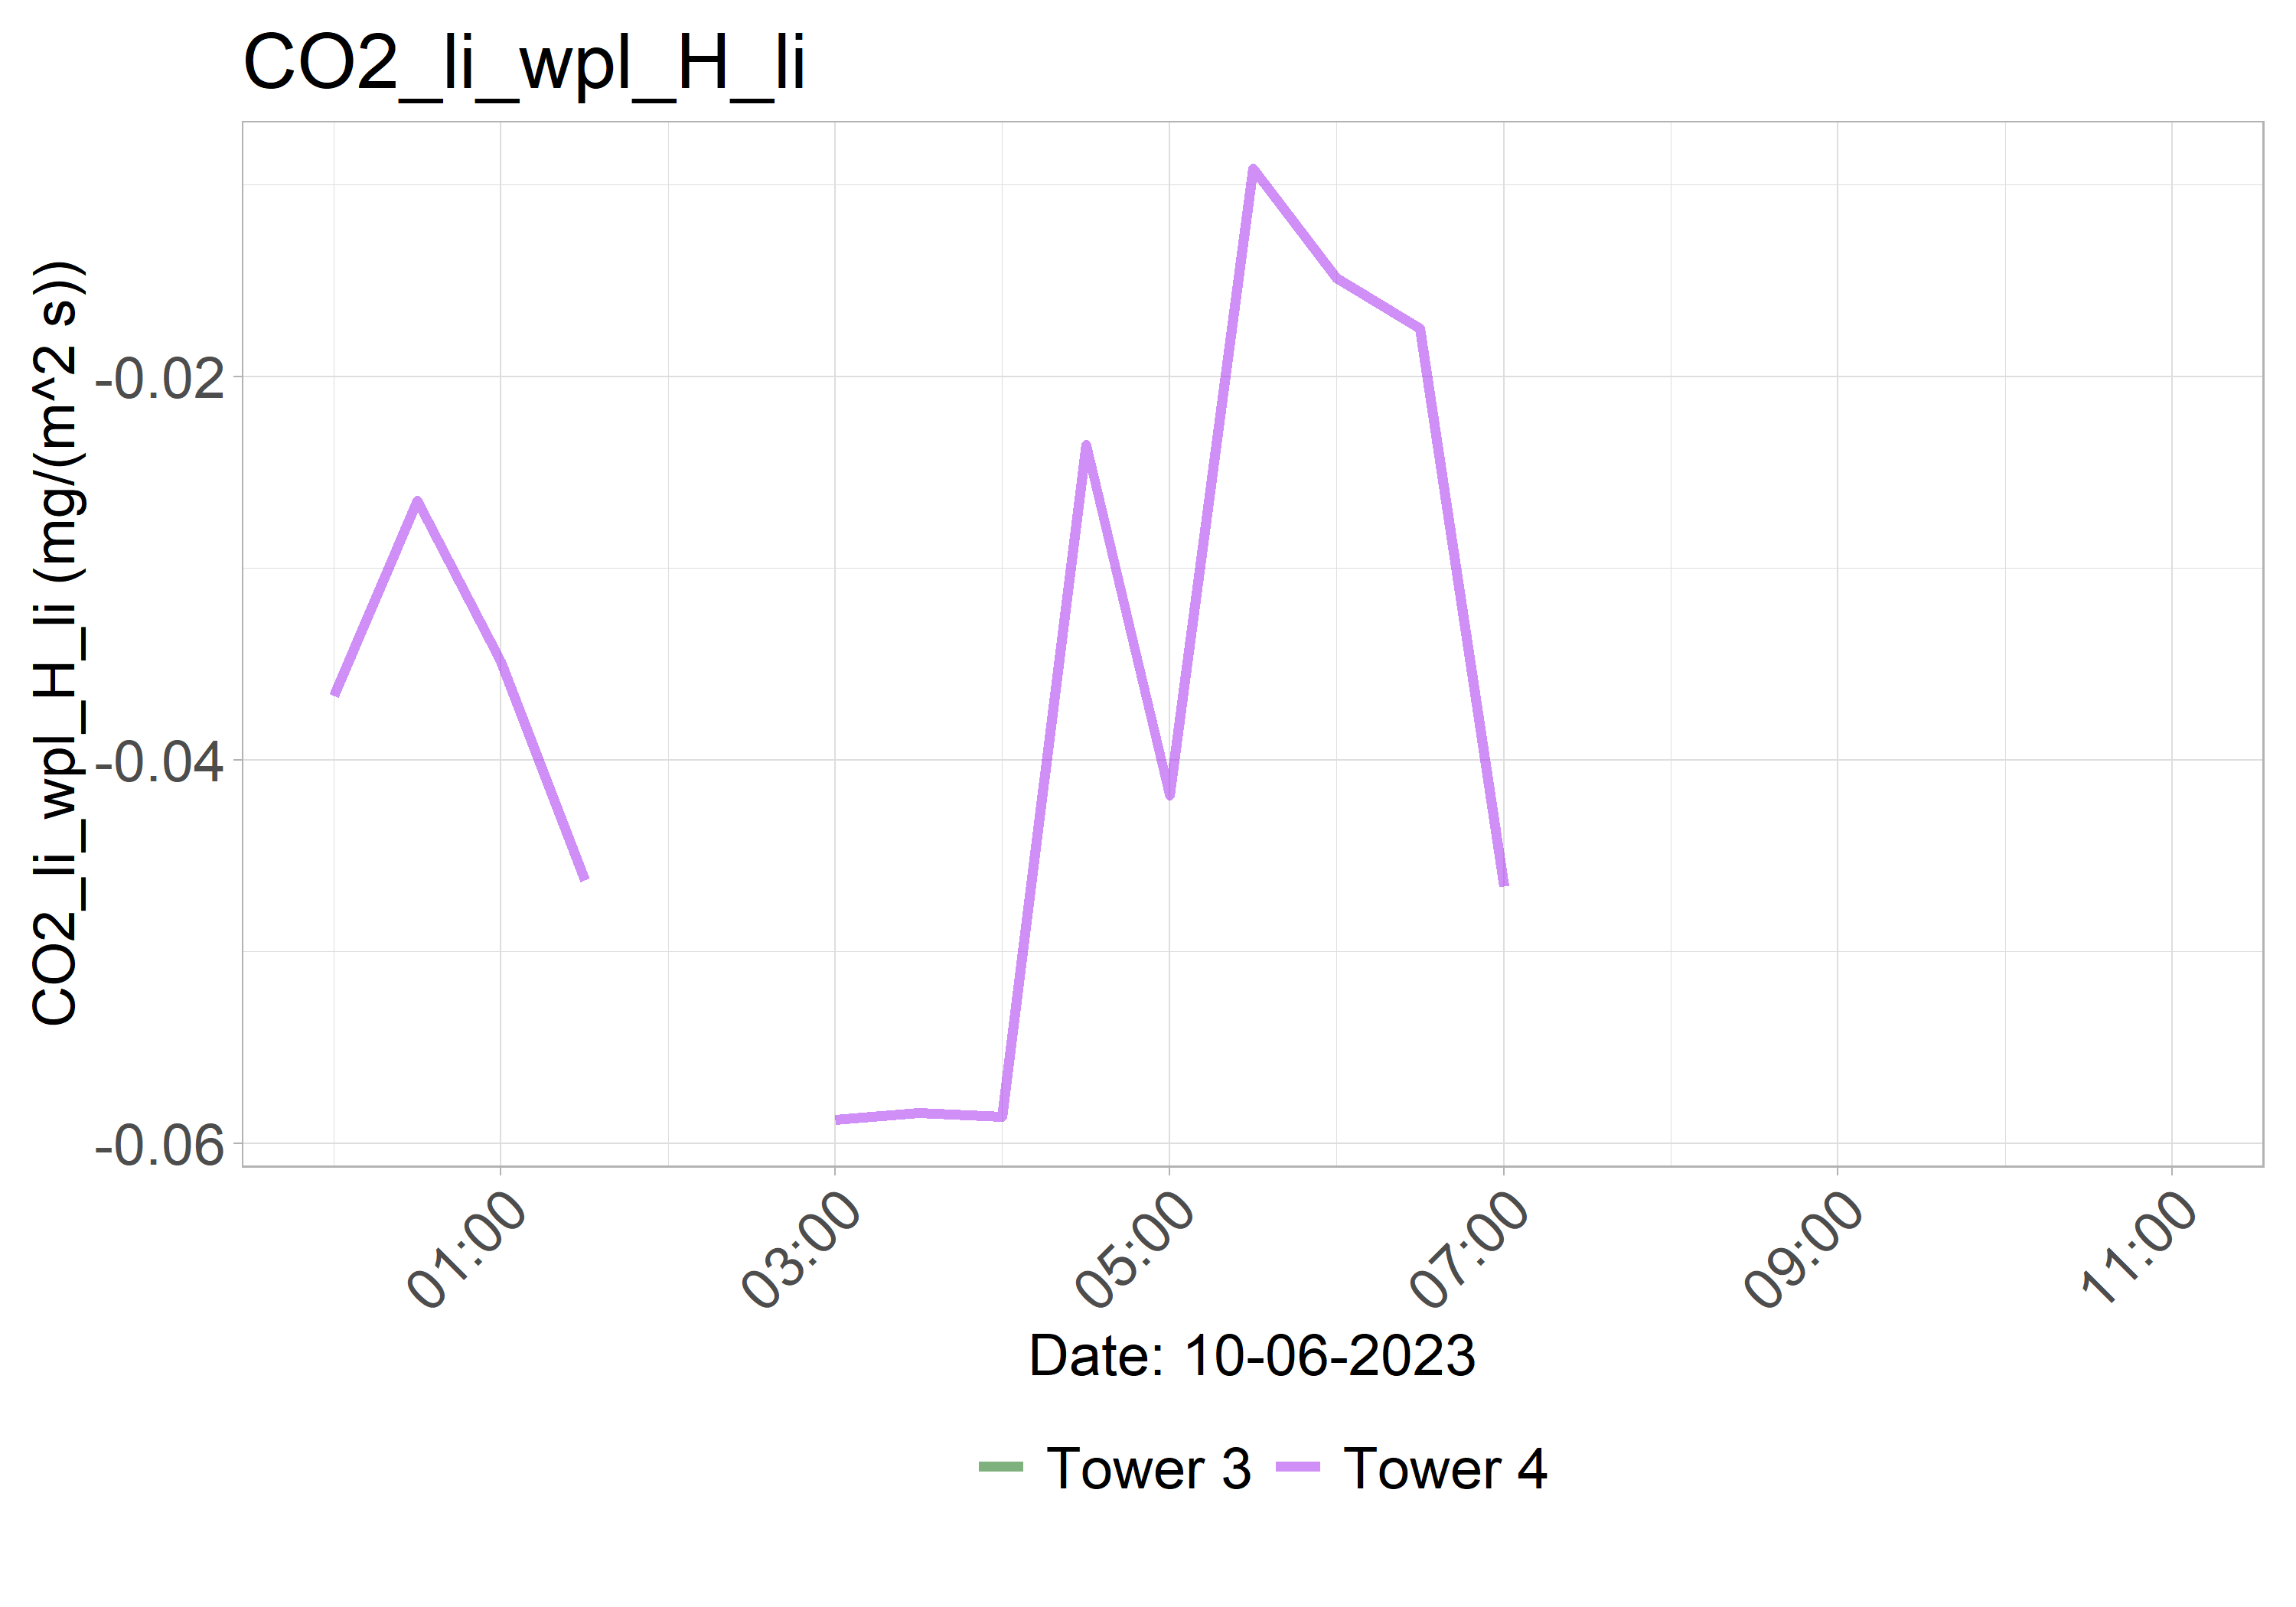 CO2_li_wpl_H_li
CO2_li_wpl_H_li (mg/(m^2 s))
-0.02
-0.04
-0.06
01:00
03:00
05:00
07:00
09:00
11:00
Date: 10-06-2023
Tower 3
Tower 4